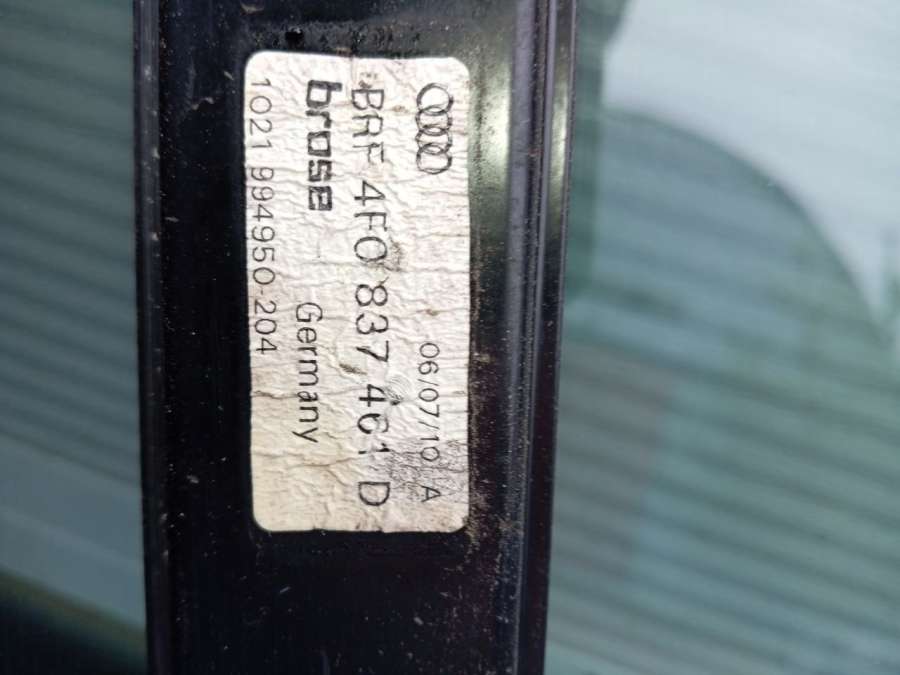 06/07/10 A
BRF 4F0 837 461 D
brose Germany
1021 994950-204